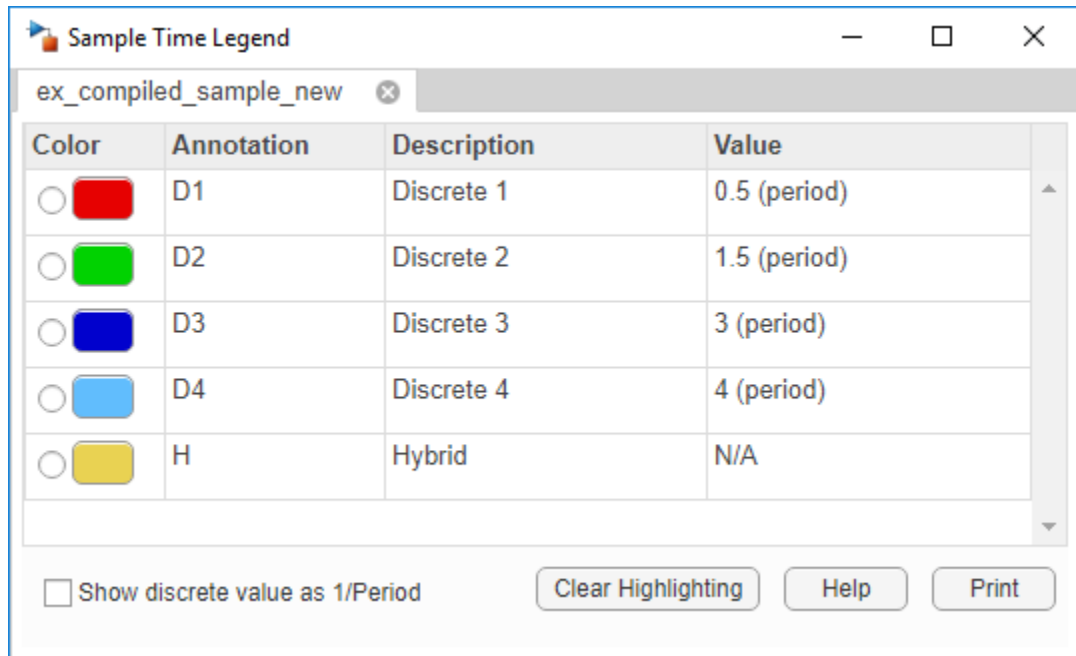 Sample Time Legend
ex_compiled_sample_new
Color Annotation Description Value
D1 Discrete 1 0.5 (period)
D2 Discrete 2 1.5 (period)
D3 Discrete 3 3 (period)
D4 Discrete 4 4 (period)
H Hybrid N/A
Show discrete value as 1/Period Clear Highlighting Help Print